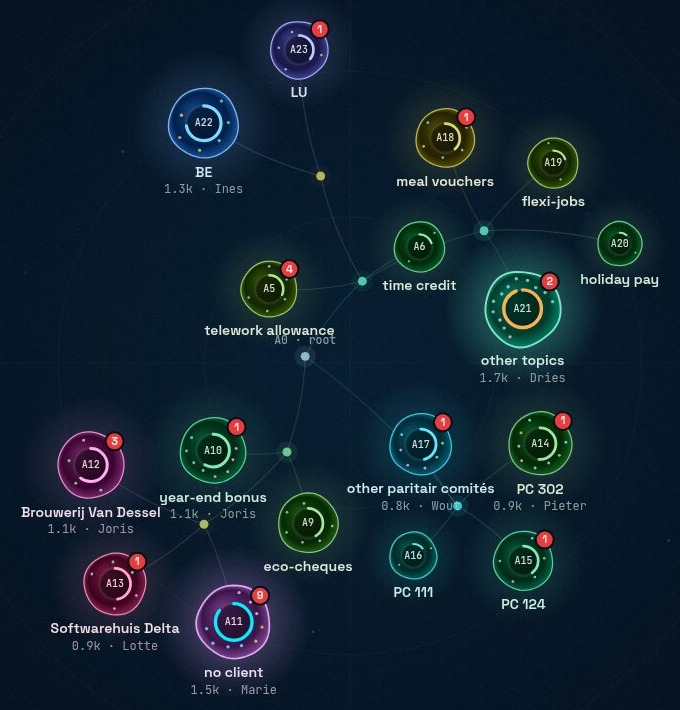 1
A23
LU
A22
BE
1.3k · Ines
1
A18
meal vouchers
A19
flexi-jobs
A6
time credit
A20
holiday pay
4
A5
telework allowance
A0 · root
2
A21
other topics
1.7k · Dries
3
A12
Brouwerij Van Dessel
1.1k · Joris
1
A10
year-end bonus
1.1k · Joris
1
A17
other paritair comités
0.8k · Wout
1
A14
PC 302
0.9k · Pieter
A9
eco-cheques
A16
PC 111
1
A15
PC 124
1
A13
Softwarehuis Delta
0.9k · Lotte
9
A11
no client
1.5k · Marie